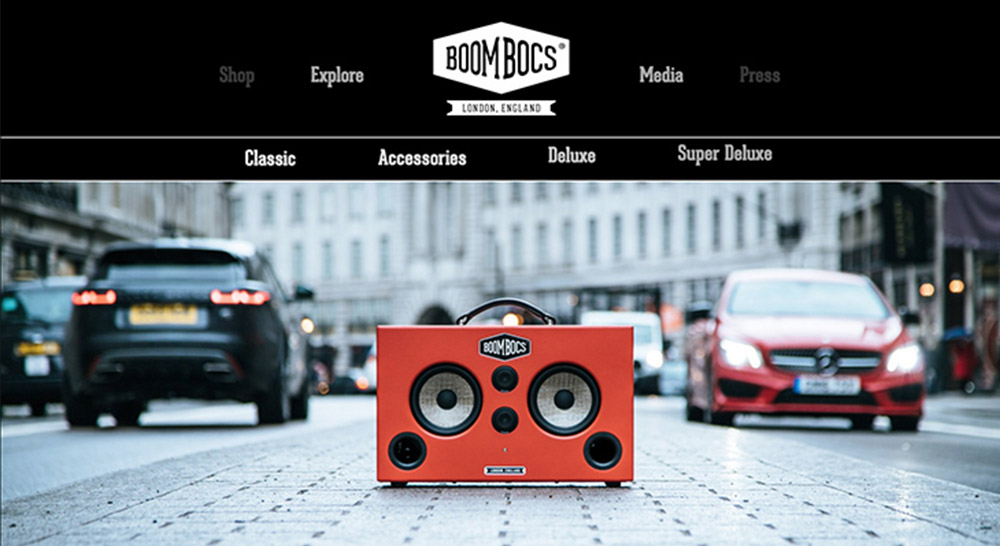 Shop Explore BOOMBOCS® Media Press
LONDON, ENGLAND
Classic Accessories Deluxe Super Deluxe
BOOMBOCS
LONDON, ENGLAND